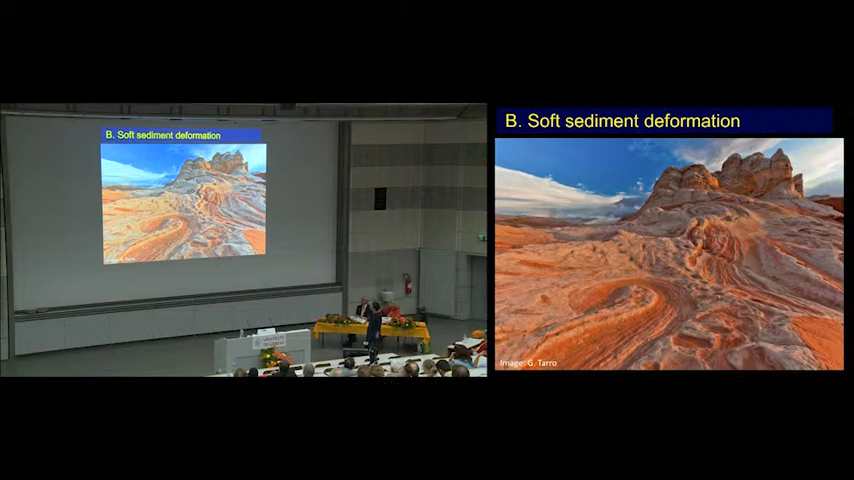 B. Soft sediment deformation
B. Soft sediment deformation
Image: G. Tarro